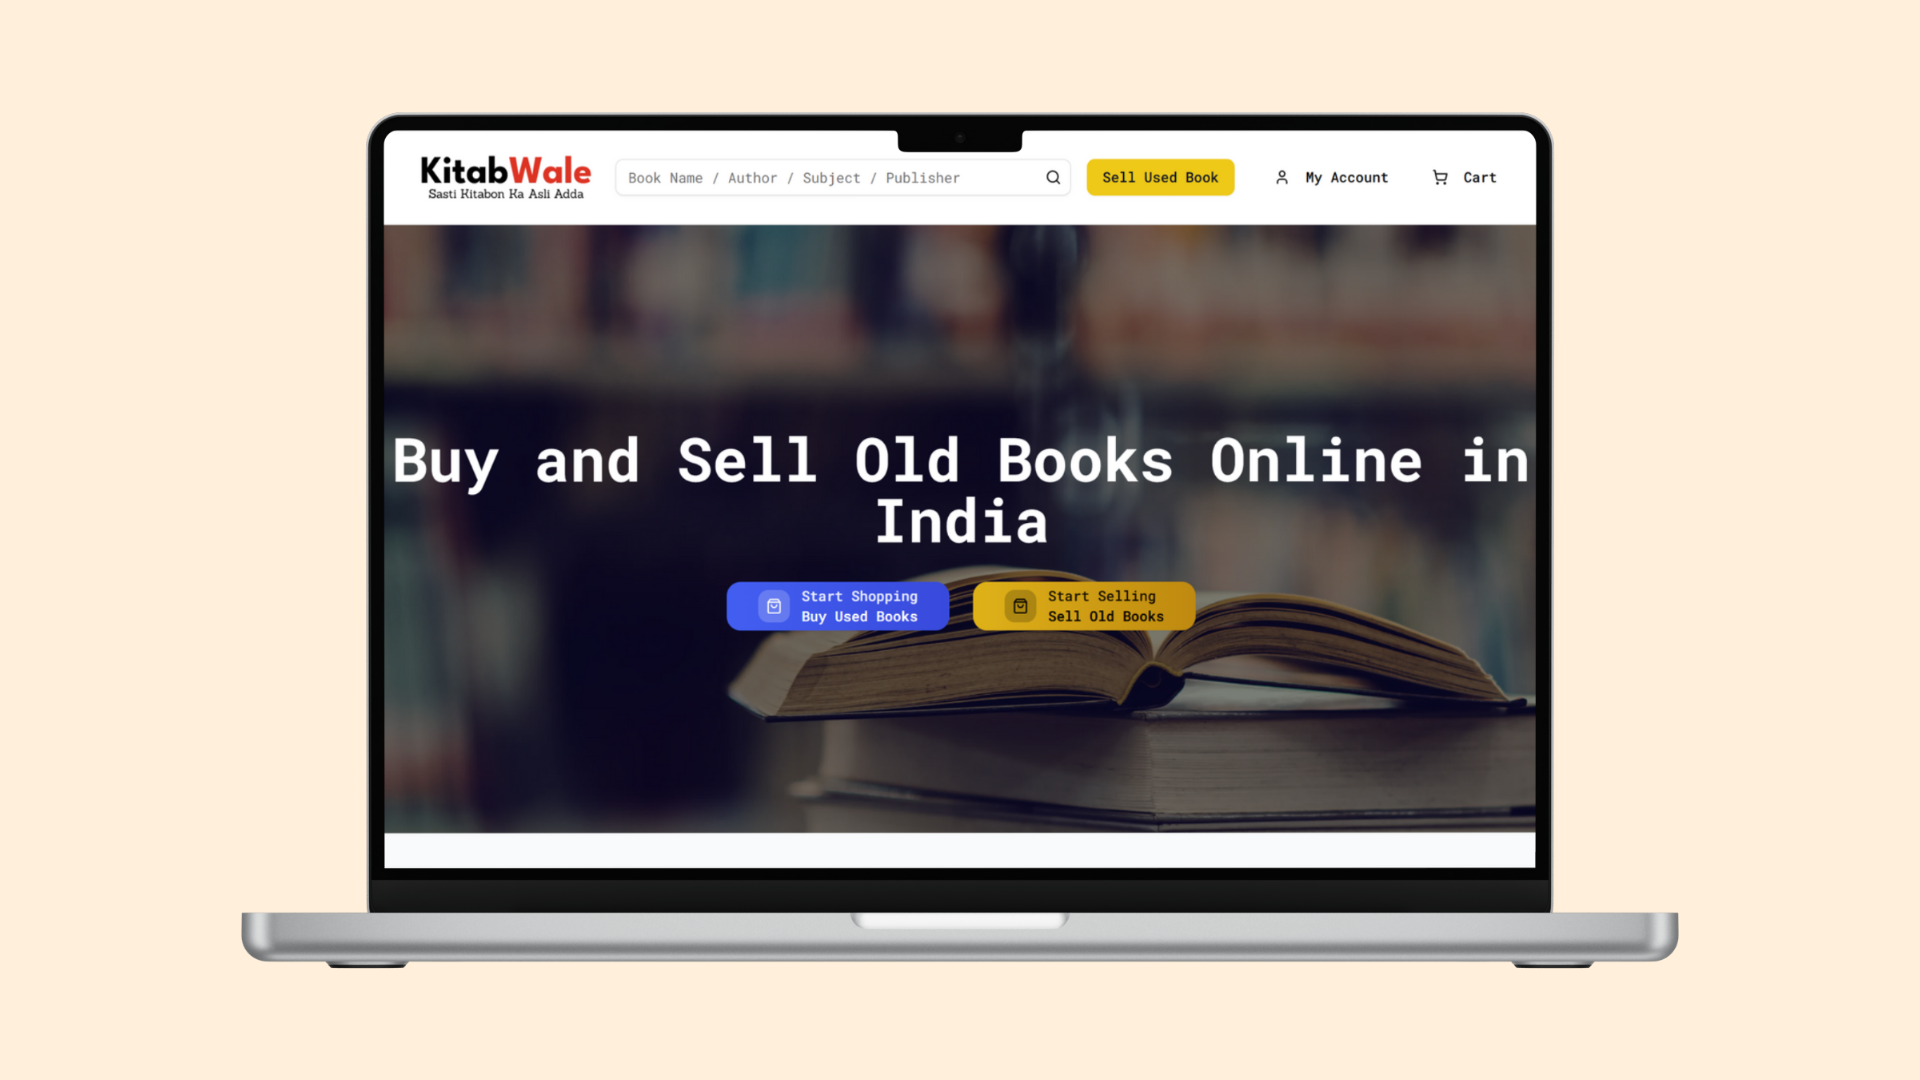 KitabWale
Sasti Kitabon Ka Asli Adda
Book Name / Author / Subject / Publisher
Sell Used Book
My Account
Cart
Buy and Sell Old Books Online in
India
Start Shopping
Buy Used Books
Start Selling
Sell Old Books